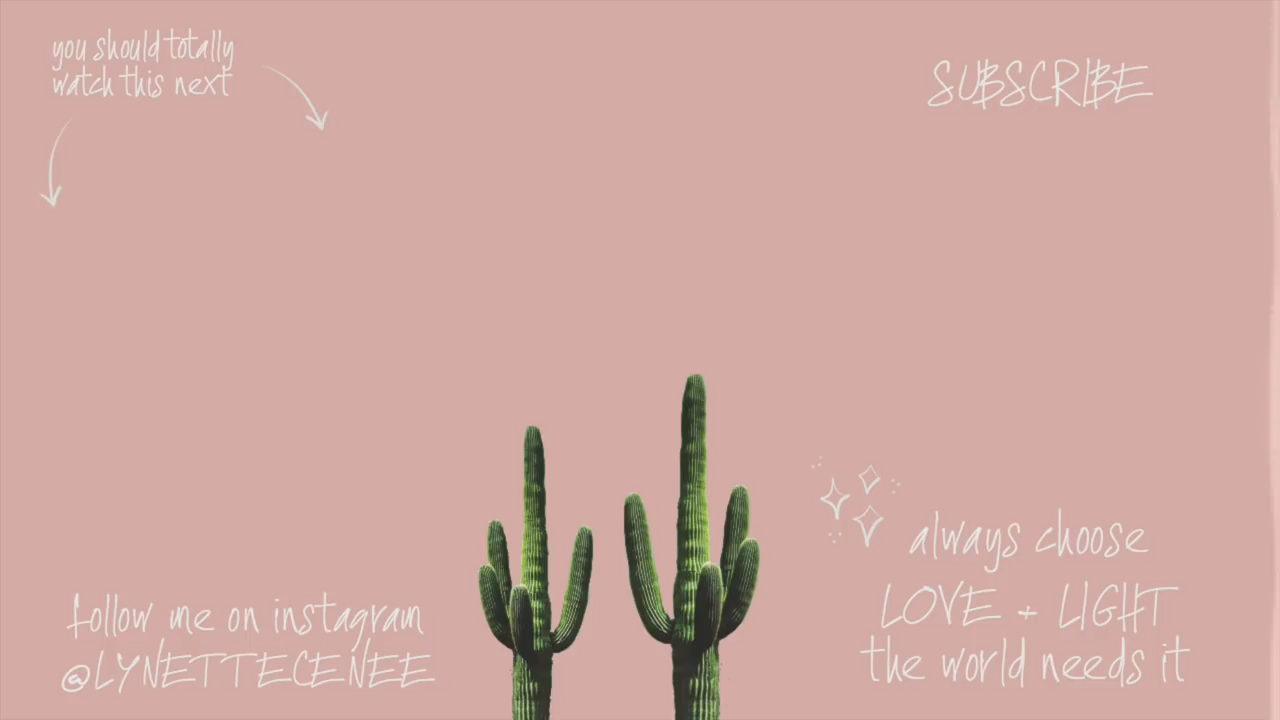 you should totally
watch this next
SUBSCRIBE
always choose
LOVE + LIGHT
the world needs it
follow me on instagram
@LYNETTECENEE